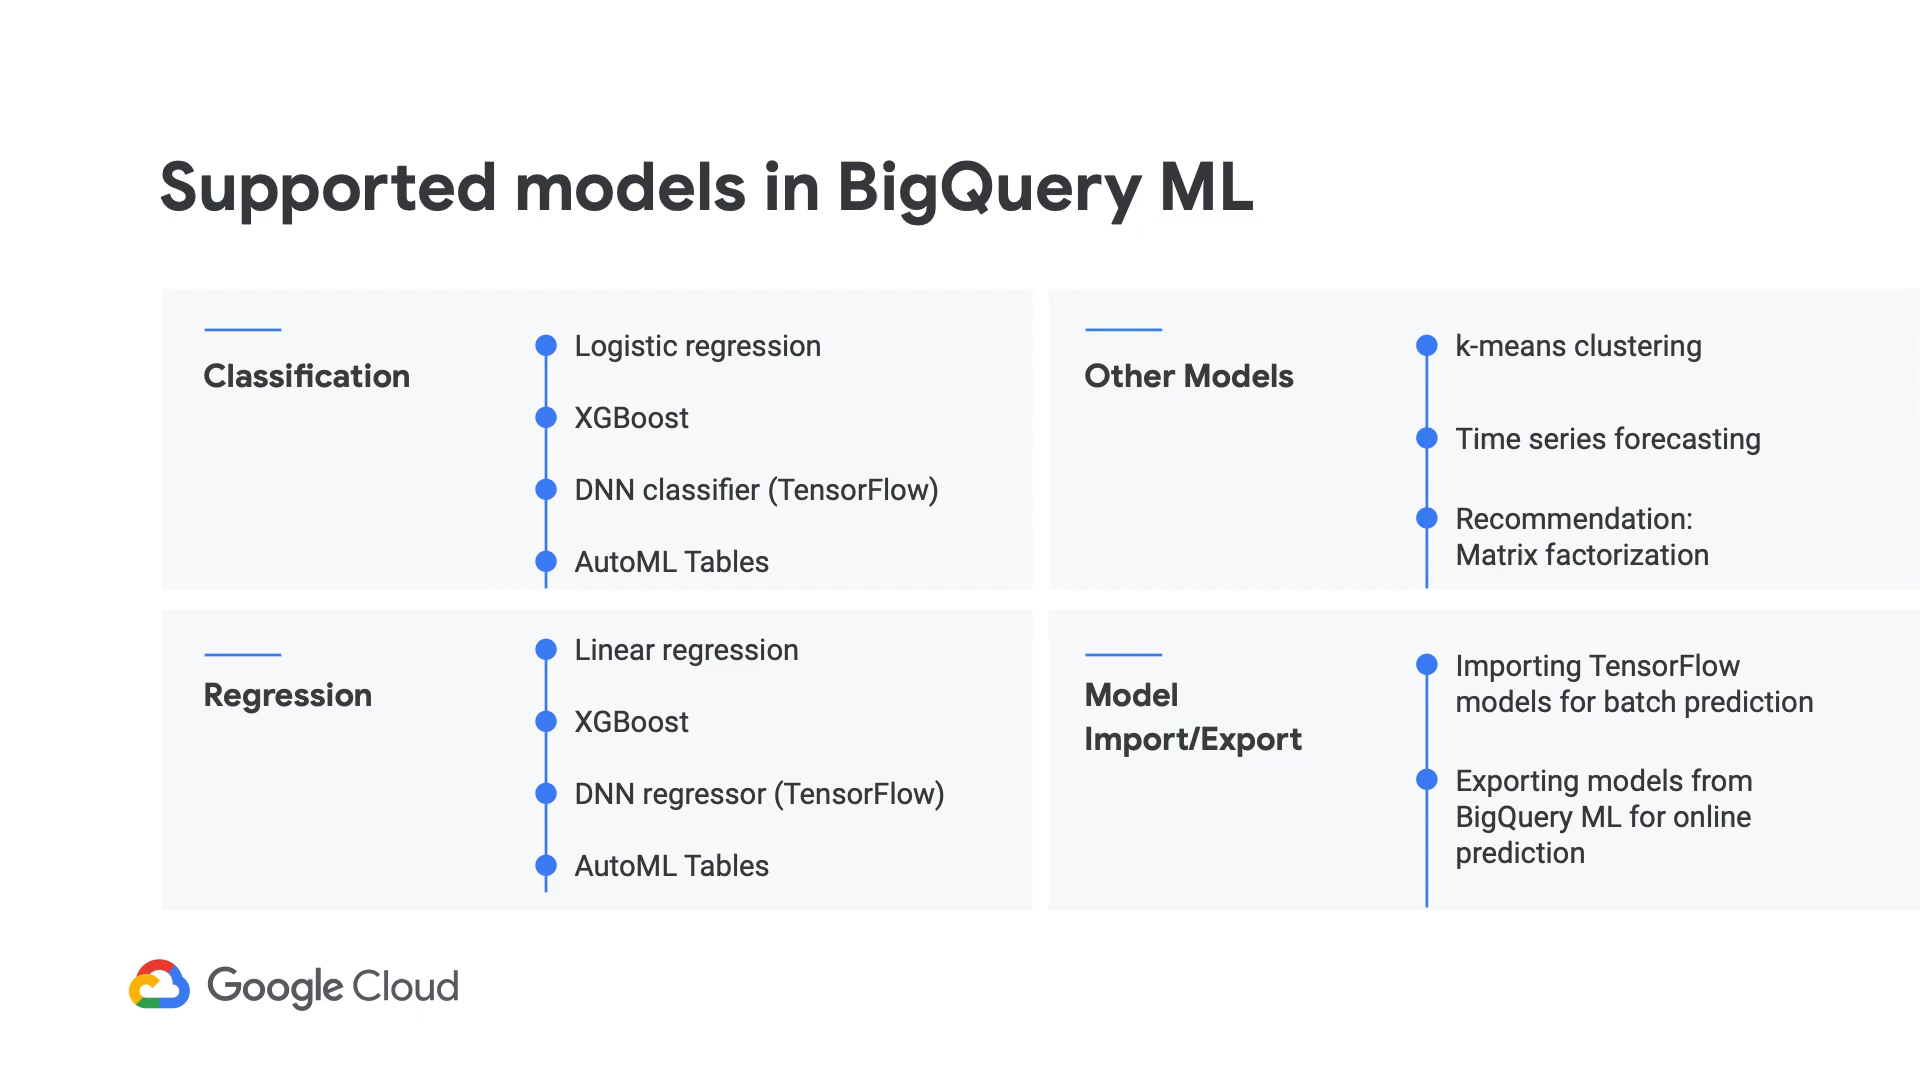 Supported models in BigQuery ML
Classification
Logistic regression
XGBoost
DNN classifier (TensorFlow)
AutoML Tables
Other Models
k-means clustering
Time series forecasting
Recommendation:
Matrix factorization
Regression
Linear regression
XGBoost
DNN regressor (TensorFlow)
AutoML Tables
Model
Import/Export
Importing TensorFlow
models for batch prediction
Exporting models from
BigQuery ML for online
prediction
Google Cloud